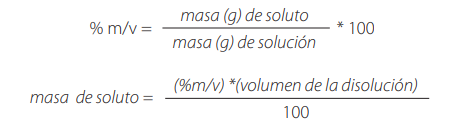 % m/v = masa (g) de soluto / masa (g) de solución * 100
masa de soluto = (%m/v) *(volumen de la disolución) / 100